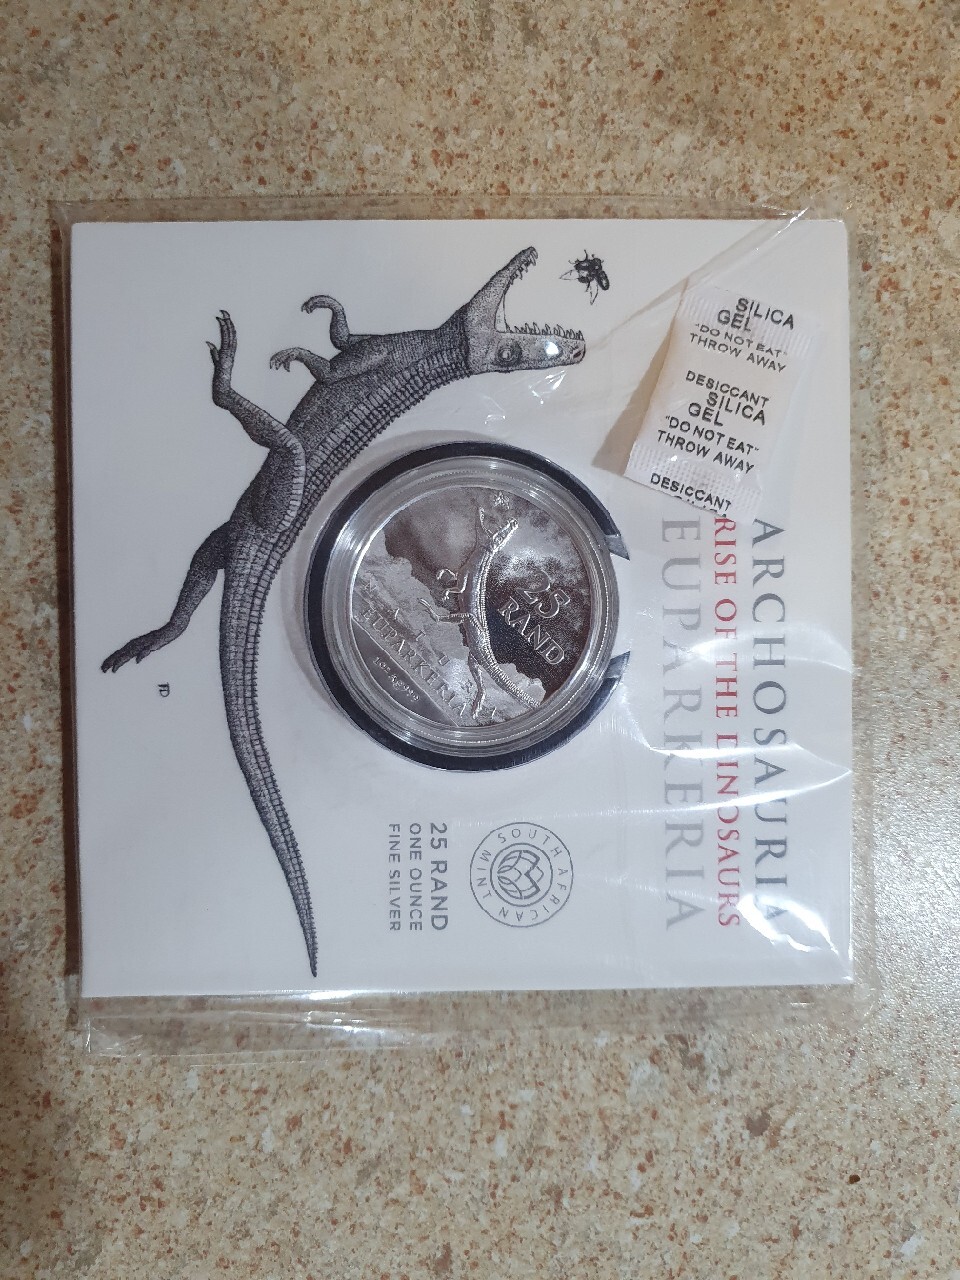 ARCHOSAURIA
RISE OF THE DINOSAURS
EUPARKERIA
SILICA
GEL
"DO NOT EAT"
THROW AWAY
DESICCANT
SILICA
GEL
"DO NOT EAT"
THROW AWAY
DESICCANT
25
RAND
EUPARKERIA
SOUTH AFRICAN MINT
25 RAND
ONE OUNCE
FINE SILVER